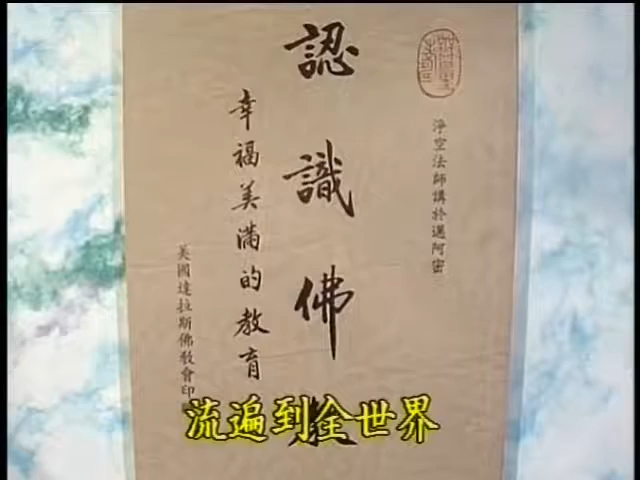 淨空法師講於邁阿密
認識佛教
幸福美滿的教育
美國達拉斯佛教會印
流遍到全世界